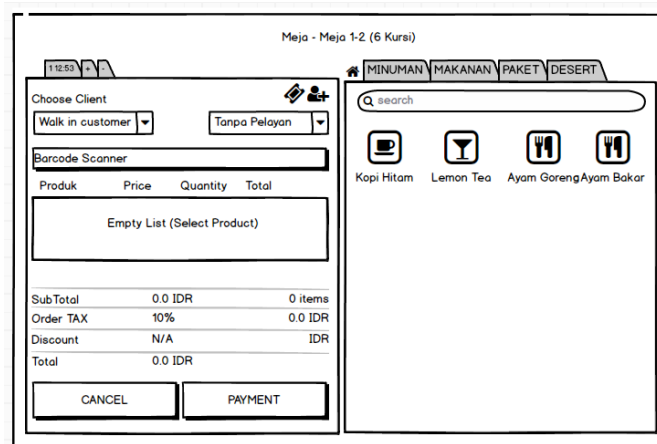 Meja - Meja 1-2 (6 Kursi)
1 12:53 + -
Choose Client
Walk in customer Tanpa Pelayan
Barcode Scanner
Produk Price Quantity Total
Empty List (Select Product)
SubTotal 0.0 IDR 0 items
Order TAX 10% 0.0 IDR
Discount N/A IDR
Total 0.0 IDR
CANCEL PAYMENT
MINUMAN MAKANAN PAKET DESERT
search
Kopi Hitam Lemon Tea Ayam Goreng Ayam Bakar